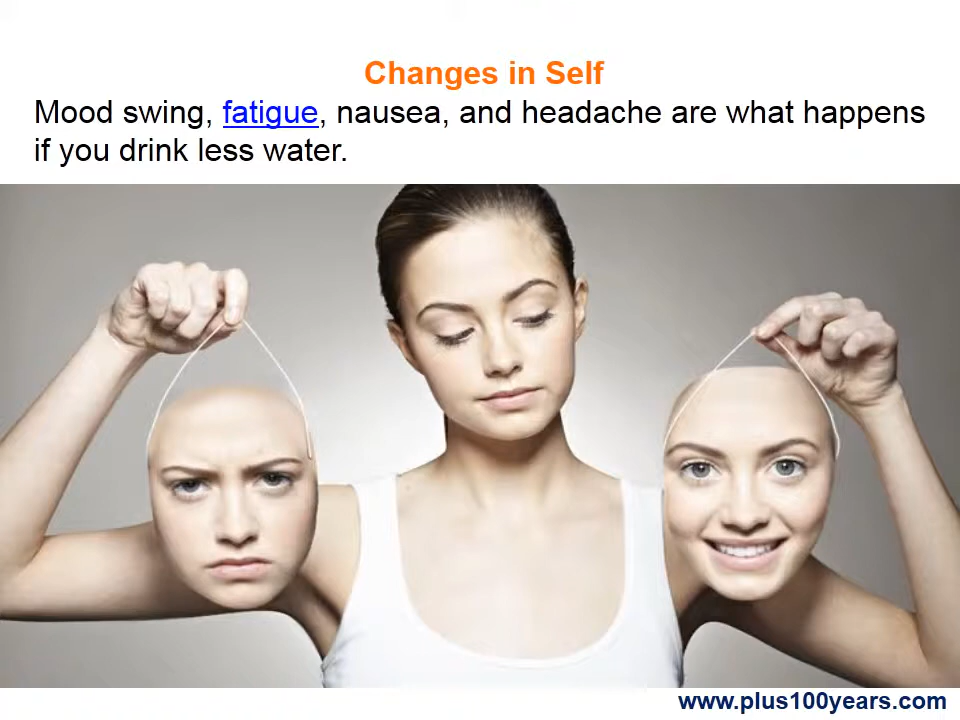 Changes in Self
Mood swing, fatigue, nausea, and headache are what happens
if you drink less water.
www.plus100years.com